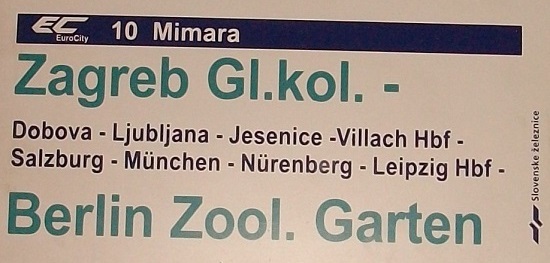 EC EuroCity 10 Mimara
Zagreb Gl.kol. -
Dobova - Ljubljana - Jesenice -Villach Hbf -
Salzburg - München - Nürenberg - Leipzig Hbf -
Berlin Zool. Garten
Slovenske železnice